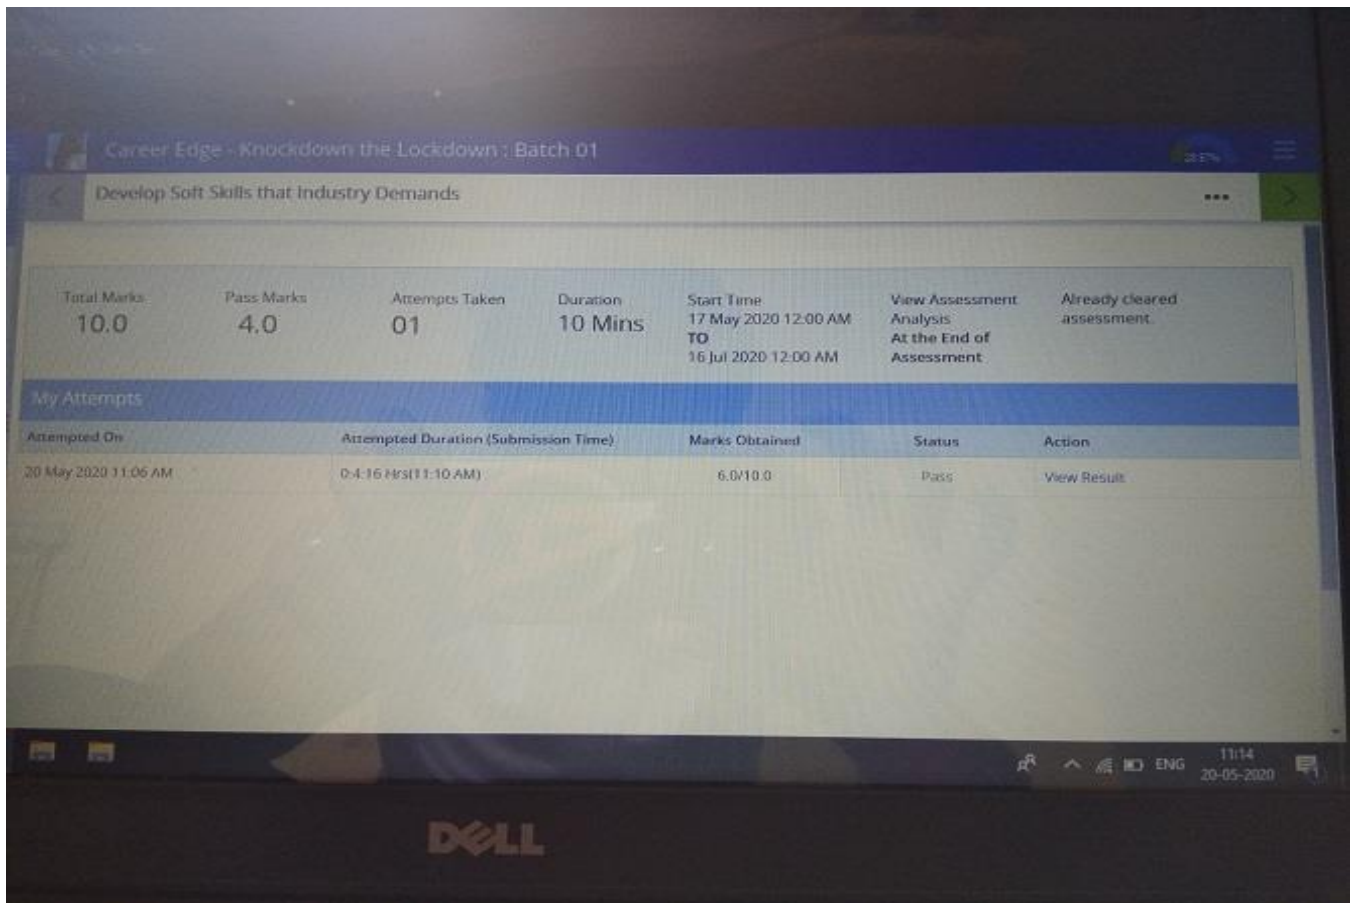 Career Edge - Knockdown the Lockdown : Batch 01
Develop Soft Skills that Industry Demands
Total Marks
10.0
Pass Marks
4.0
Attempts Taken
01
Duration
10 Mins
Start Time
17 May 2020 12:00 AM
TO
16 Jul 2020 12:00 AM
View Assessment
Analysis
At the End of
Assessment
Already cleared
assessment.
My Attempts
Attempted On Attempted Duration (Submission Time) Marks Obtained Status Action
20 May 2020 11:06 AM 0:4:16 Hrs(11:10 AM) 6.0/10.0 Pass View Result
ENG
11:14
20-05-2020
DELL